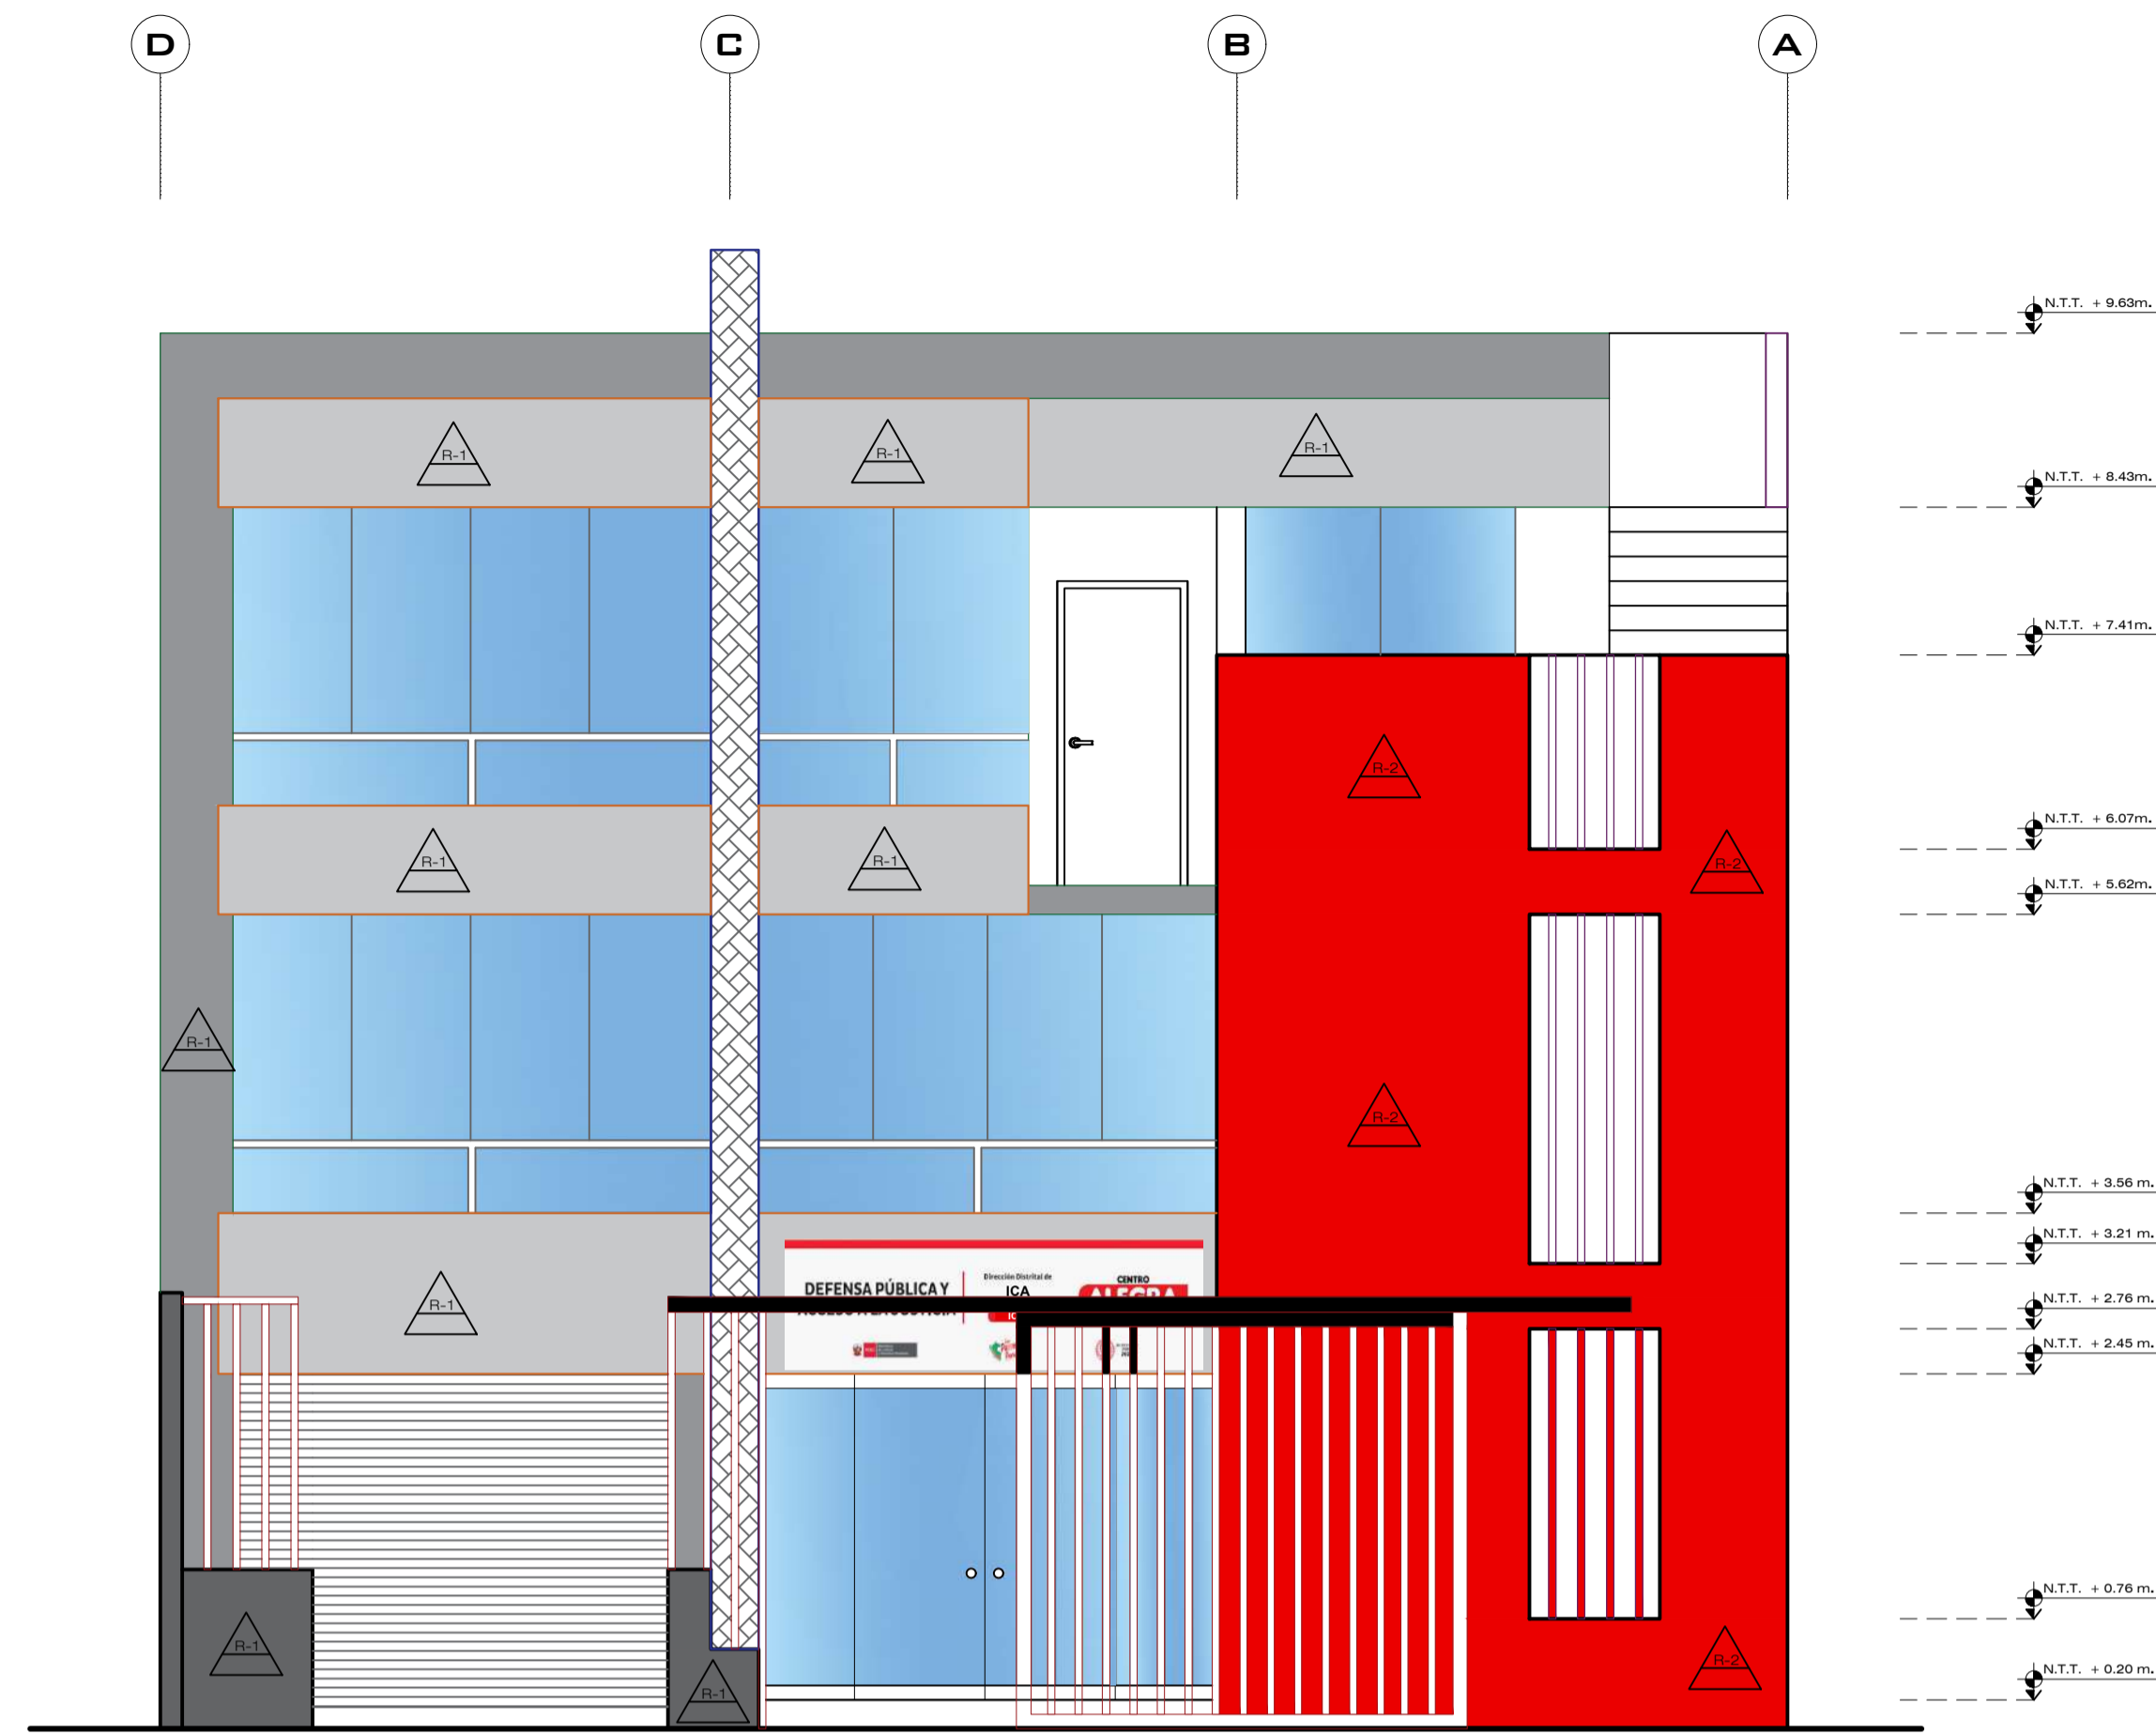 D C B A
N.T.T. + 9.63m.
R-1 R-1 R-1
N.T.T. + 8.43m.
N.T.T. + 7.41m.
R-2
N.T.T. + 6.07m.
R-1 R-1 R-2
N.T.T. + 5.62m.
R-1
R-2
N.T.T. + 3.56 m.
N.T.T. + 3.21 m.
DEFENSA PÚBLICA Y
Dirección Distrital de
ICA
CENTRO
ALEGRA
R-1
N.T.T. + 2.76 m.
N.T.T. + 2.45 m.
N.T.T. + 0.76 m.
R-1
R-2
N.T.T. + 0.20 m.
R-1